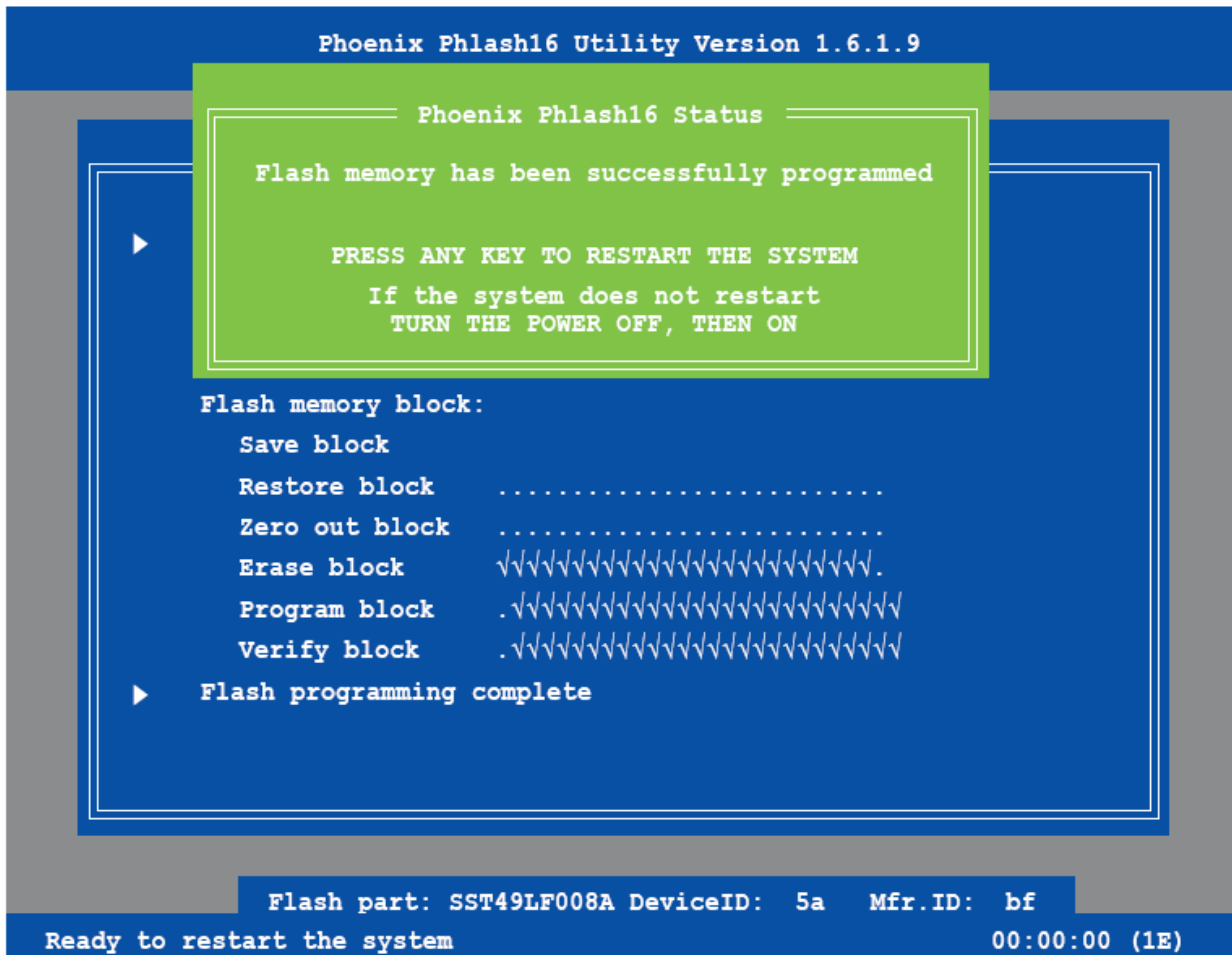 Phoenix Phlash16 Utility Version 1.6.1.9
Phoenix Phlash16 Status
Flash memory has been successfully programmed
PRESS ANY KEY TO RESTART THE SYSTEM
If the system does not restart
TURN THE POWER OFF, THEN ON
Flash memory block:
Save block
Restore block ..........................
Zero out block ..........................
Erase block √√√√√√√√√√√√√√√√√√√√√√√√√.
Program block .√√√√√√√√√√√√√√√√√√√√√√√√√√
Verify block .√√√√√√√√√√√√√√√√√√√√√√√√√√
Flash programming complete
Flash part: SST49LF008A DeviceID: 5a Mfr.ID: bf
Ready to restart the system 00:00:00 (1E)